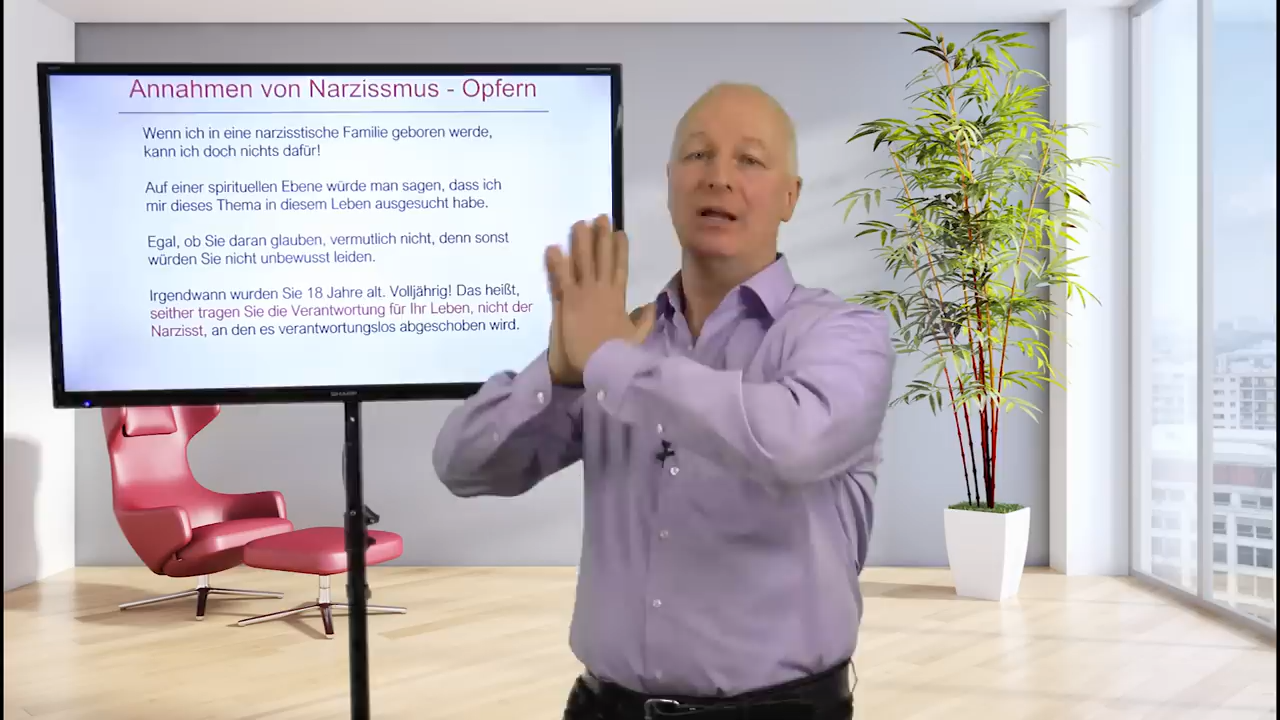 Annahmen von Narzissmus - Opfern
Wenn ich in eine narzisstische Familie geboren werde,
kann ich doch nichts dafür!
Auf einer spirituellen Ebene würde man sagen, dass ich
mir dieses Thema in diesem Leben ausgesucht habe.
Egal, ob Sie daran glauben, vermutlich nicht, denn sonst
würden Sie nicht unbewusst leiden.
Irgendwann wurden Sie 18 Jahre alt. Volljährig! Das heißt,
seither tragen Sie die Verantwortung für Ihr Leben, nicht der
Narzisst, an den es verantwortungslos abgeschoben wird.
SHARP